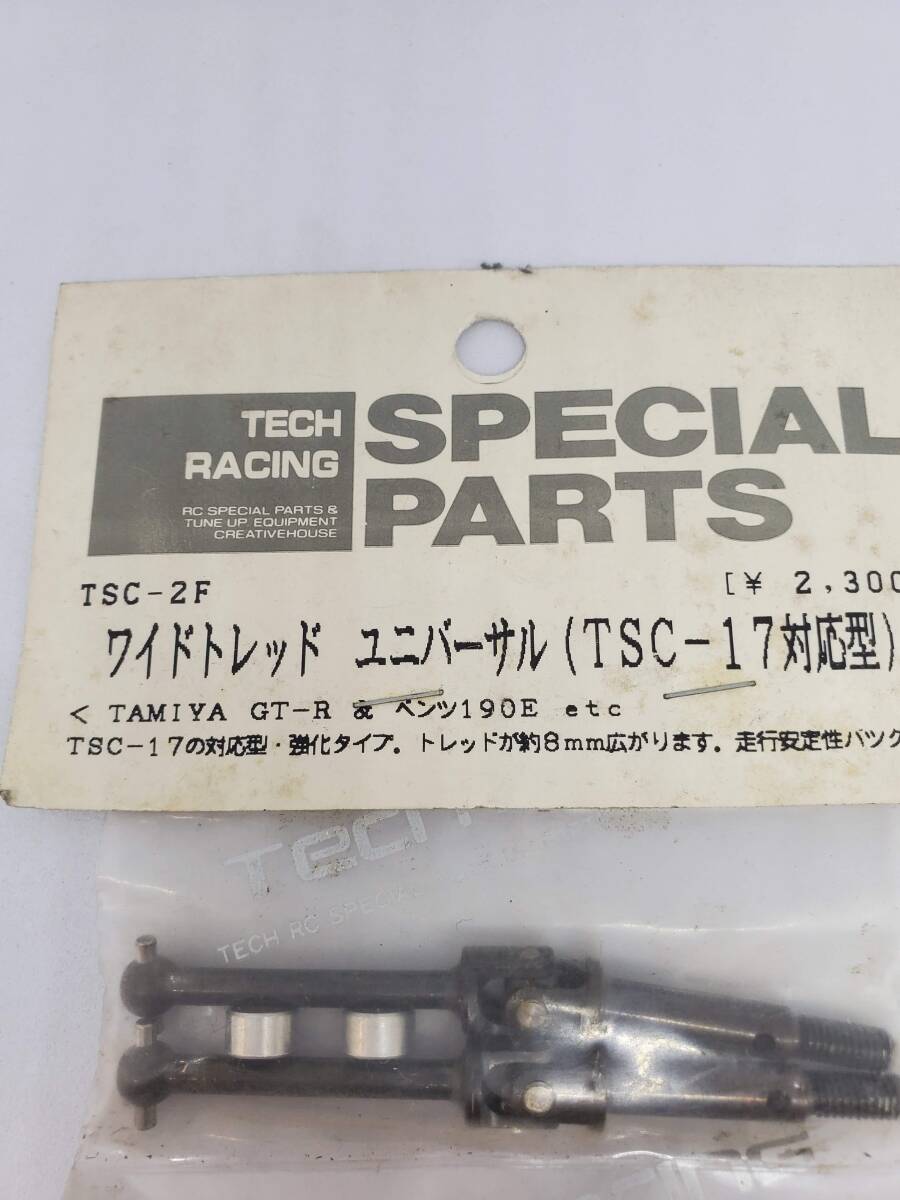 TECH
RACING
RC SPECIAL PARTS &
TUNE UP EQUIPMENT
CREATIVEHOUSE
SPECIAL
PARTS
TSC-2F
[¥ 2,300
ワイドトレッド ユニバーサル(TSC-17対応型)
< TAMIYA GT-R & ベンツ190E etc
TSC-17の対応型・強化タイプ。トレッドが約8mm広がります。走行安定性バツク
TECH
TECH RC SPECIAL